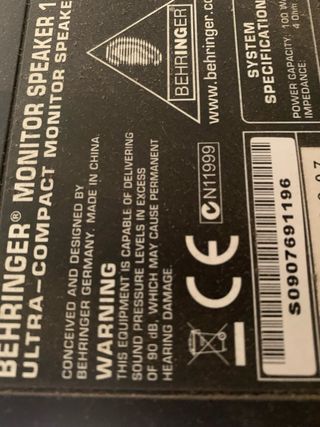 BEHRINGER® MONITOR SPEAKER 1
ULTRA-COMPACT MONITOR SPEAKE
CONCEIVED AND DESIGNED BY
BEHRINGER GERMANY. MADE IN CHINA.
WARNING
THIS EQUIPMENT IS CAPABLE OF DELIVERING
SOUND PRESSURE LEVELS IN EXCESS
OF 90 dB, WHICH MAY CAUSE PERMANENT
HEARING DAMAGE.
BEHRINGER
www.behringer.co
N11999
CE
SYSTEM
SPECIFICATION
POWER CAPACITY: 100 W
IMPEDANCE: 4 Ohm
S0907691196